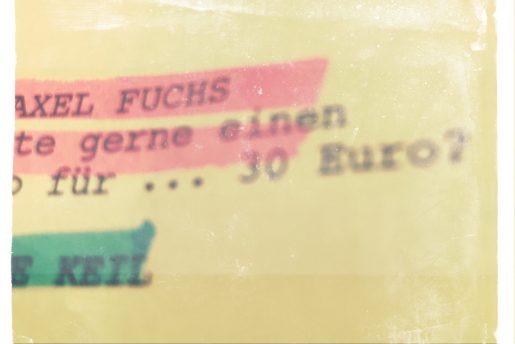 AXEL FUCHS
te gerne einen
o für ... 30 Euro?
E KEIL